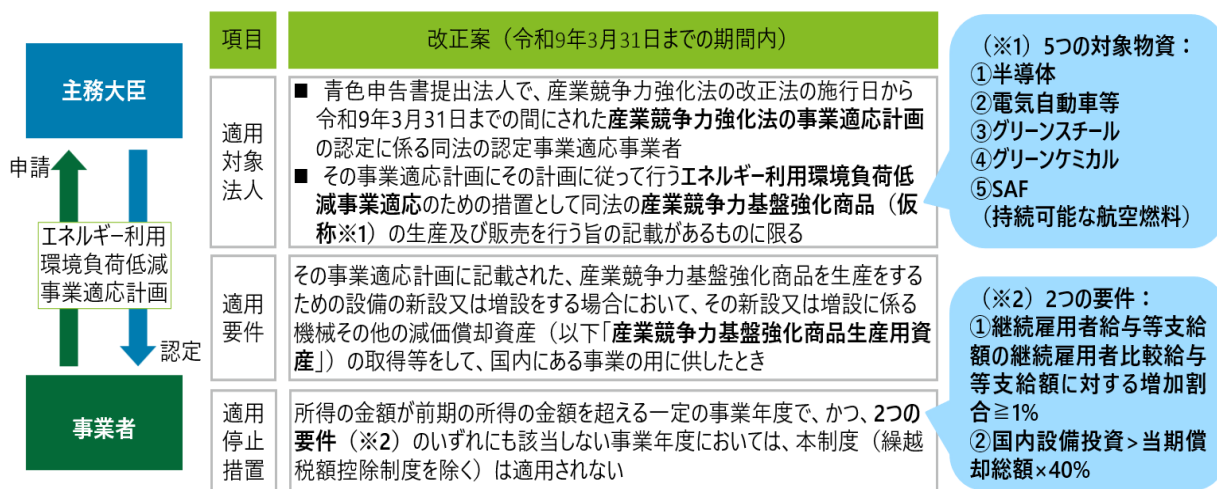 主務大臣
申請
エネルギー利用
環境負荷低減
事業適応計画
認定
事業者
項目
改正案（令和9年3月31日までの期間内）
適用
対象
法人
■ 青色申告書提出法人で、産業競争力強化法の改正法の施行日から
令和9年3月31日までの間にされた産業競争力強化法の事業適応計画
の認定に係る同法の認定事業適応事業者
■ その事業適応計画にその計画に従って行うエネルギー利用環境負荷低
減事業適応のための措置として同法の産業競争力基盤強化商品（仮
称※1）の生産及び販売を行う旨の記載があるものに限る
適用
要件
その事業適応計画に記載された、産業競争力基盤強化商品を生産をする
ための設備の新設又は増設をする場合において、その新設又は増設に係る
機械その他の減価償却資産（以下「産業競争力基盤強化商品生産用資
産」）の取得等をして、国内にある事業の用に供したとき
適用
停止
措置
所得の金額が前期の所得の金額を超える一定の事業年度で、かつ、2つの
要件（※2）のいずれにも該当しない事業年度においては、本制度（繰越
税額控除制度を除く）は適用されない
（※1）5つの対象物資：
①半導体
②電気自動車等
③グリーンスチール
④グリーンケミカル
⑤SAF
（持続可能な航空燃料）
（※2）2つの要件：
①継続雇用者給与等支給
額の継続雇用者比較給与
等支給額に対する増加割
合≧1%
②国内設備投資>当期償
却総額×40%